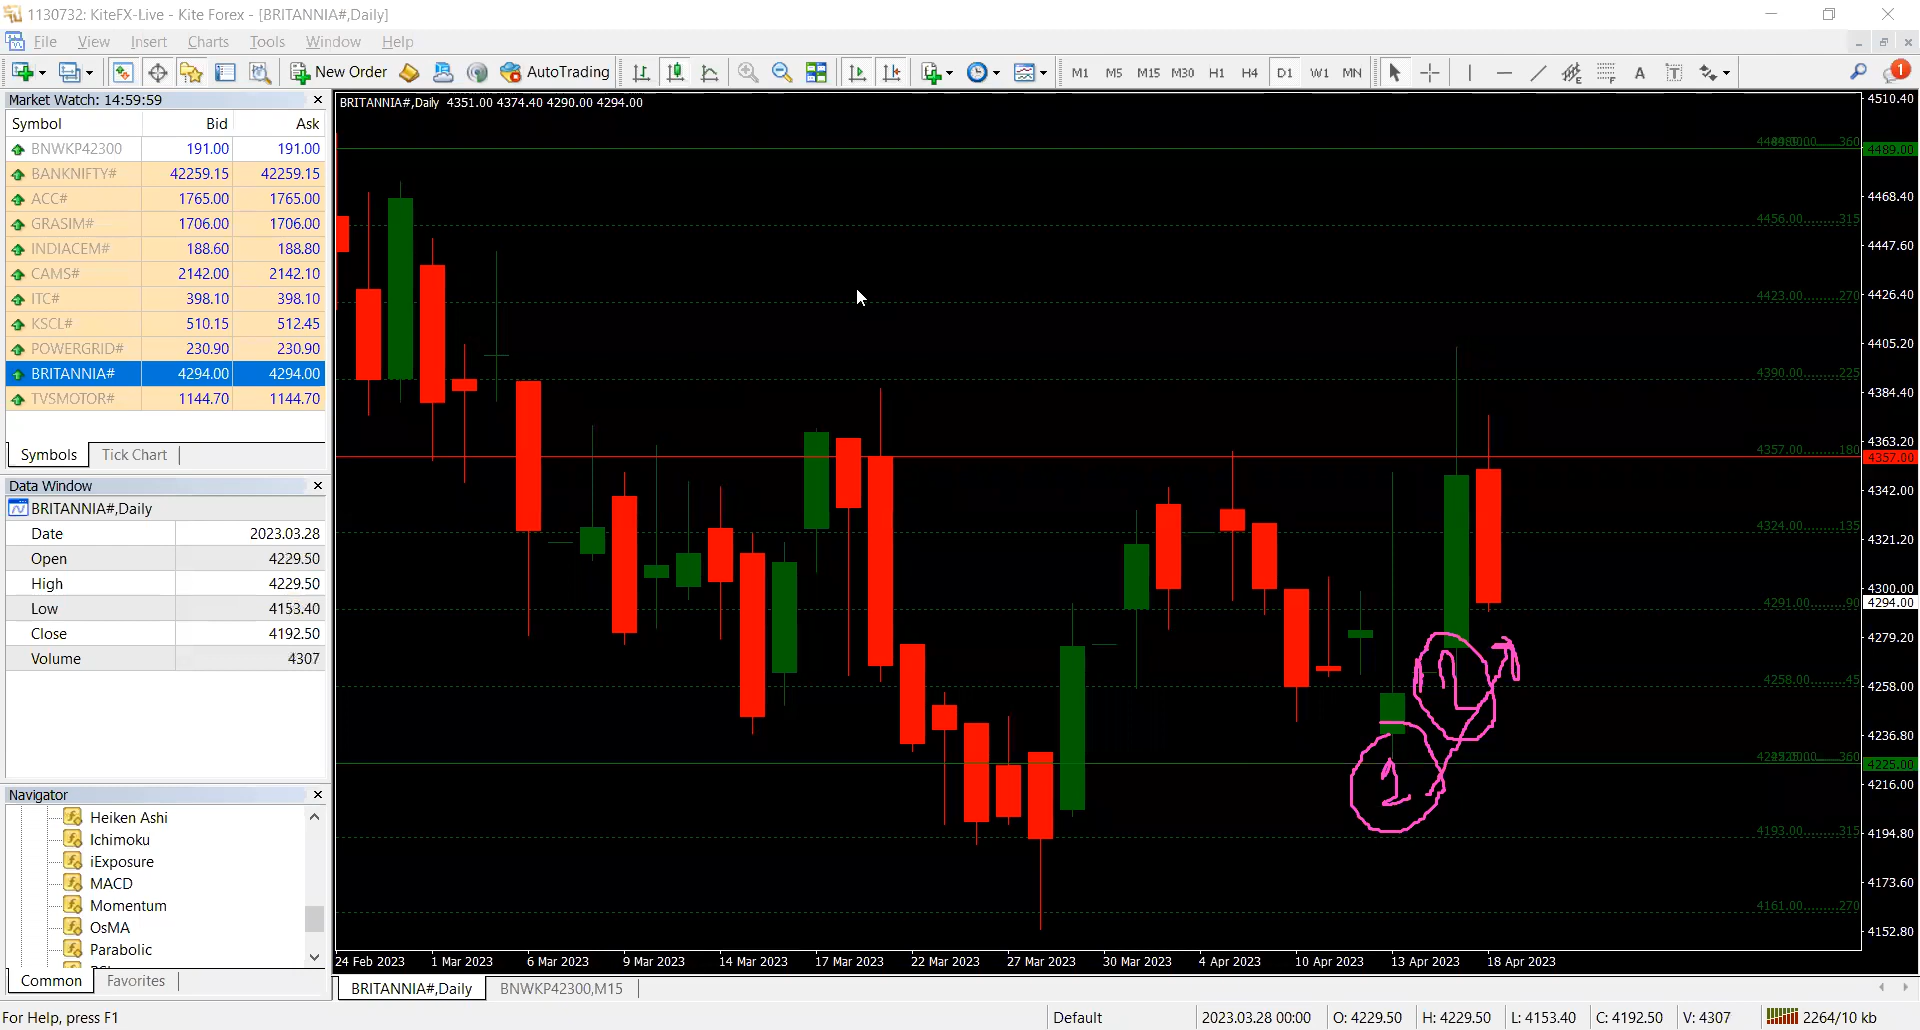 1130732: KiteFX-Live - Kite Forex - [BRITANNIA#,Daily]
File View Insert Charts Tools Window Help
New Order AutoTrading M1 M5 M15 M30 H1 H4 D1 W1 MN A T 1
Market Watch: 14:59:59
Symbol Bid Ask
BNWKP42300 191.00 191.00
BANKNIFTY# 42259.15 42259.15
ACC# 1765.00 1765.00
GRASIM# 1706.00 1706.00
INDIACEM# 188.60 188.80
CAMS# 2142.00 2142.10
ITC# 398.10 398.10
KSCL# 510.15 512.45
POWERGRID# 230.90 230.90
BRITANNIA# 4294.00 4294.00
TVSMOTOR# 1144.70 1144.70
Symbols Tick Chart
Data Window
BRITANNIA#,Daily
Date 2023.03.28
Open 4229.50
High 4229.50
Low 4153.40
Close 4192.50
Volume 4307
Navigator
Heiken Ashi
Ichimoku
iExposure
MACD
Momentum
OsMA
Parabolic
Common Favorites
BRITANNIA#,Daily 4351.00 4374.40 4290.00 4294.00
360
4456.00.........315
4423.00.........270
4390.00.........225
4357.00.........180
4324.00.........135
4291.00.........90
4258.00.........45
360
4193.00.........315
4161.00.........270
1
2
4510.40
4489.00
4468.40
4447.60
4426.40
4405.20
4384.40
4363.20
4357.00
4342.00
4321.20
4300.00
4294.00
4279.20
4258.00
4236.80
4225.00
4216.00
4194.80
4173.60
4152.80
24 Feb 2023 1 Mar 2023 6 Mar 2023 9 Mar 2023 14 Mar 2023 17 Mar 2023 22 Mar 2023 27 Mar 2023 30 Mar 2023 4 Apr 2023 10 Apr 2023 13 Apr 2023 18 Apr 2023
BRITANNIA#,Daily BNWKP42300,M15
For Help, press F1 Default 2023.03.28 00:00 O: 4229.50 H: 4229.50 L: 4153.40 C: 4192.50 V: 4307 2264/10 kb